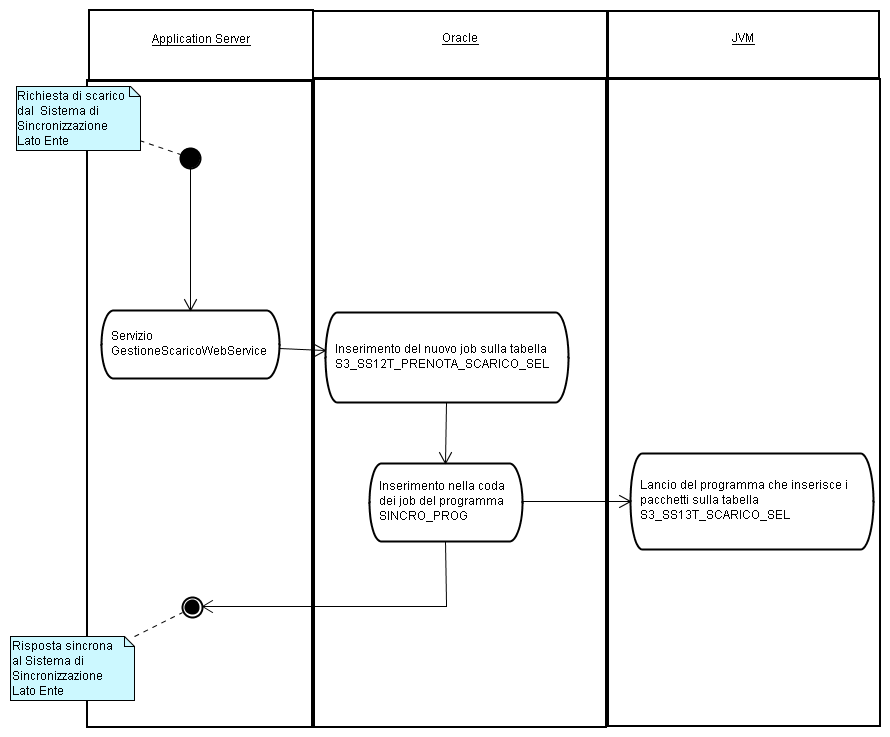 Application Server
Oracle
JVM
Richiesta di scarico
dal Sistema di
Sincronizzazione
Lato Ente
Servizio
GestioneScaricoWebService
Inserimento del nuovo job sulla tabella
S3_SS12T_PRENOTA_SCARICO_SEL
Inserimento nella coda
dei job del programma
SINCRO_PROG
Lancio del programma che inserisce i
pacchetti sulla tabella
S3_SS13T_SCARICO_SEL
Risposta sincrona
al Sistema di
Sincronizzazione
Lato Ente